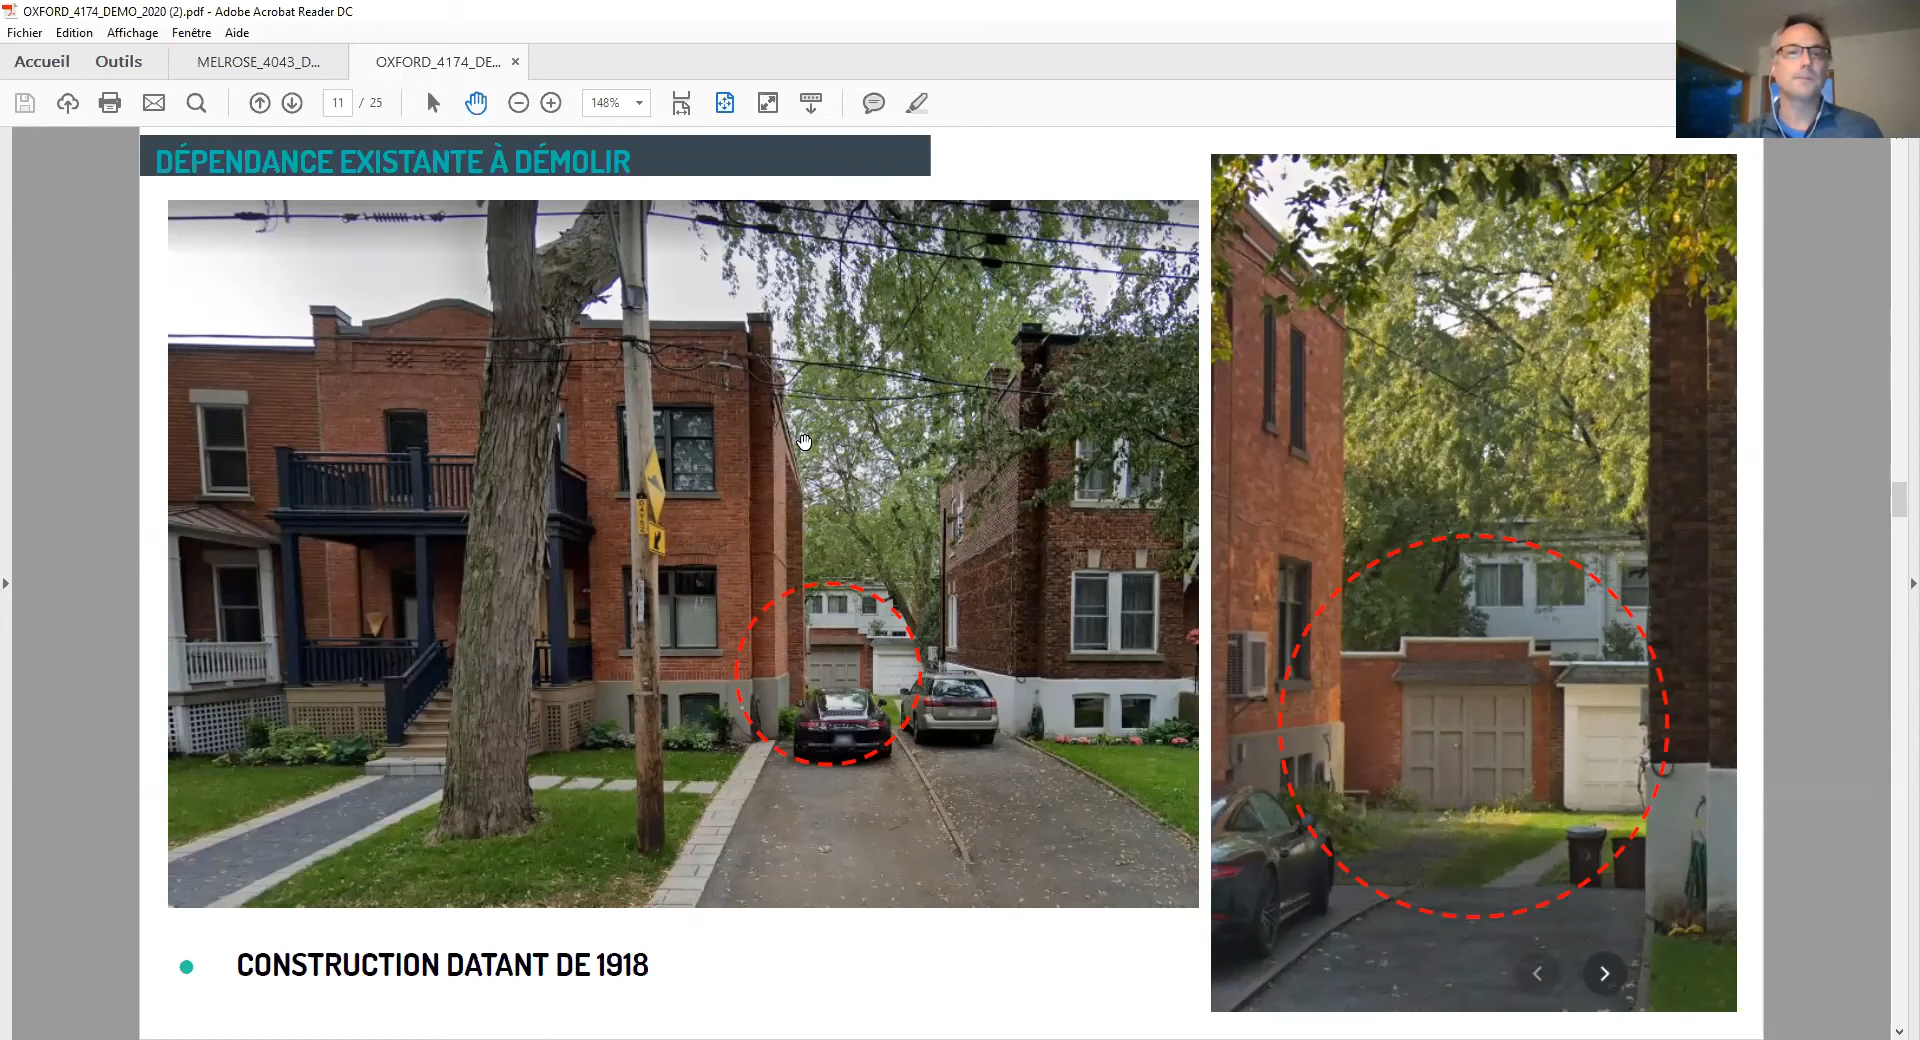 OXFORD_4174_DEMO_2020 (2).pdf - Adobe Acrobat Reader DC
Fichier Edition Affichage Fenêtre Aide
Accueil Outils MELROSE_4043_D... OXFORD_4174_DE... ×
11 / 25 148%
DÉPENDANCE EXISTANTE À DÉMOLIR
CONSTRUCTION DATANT DE 1918